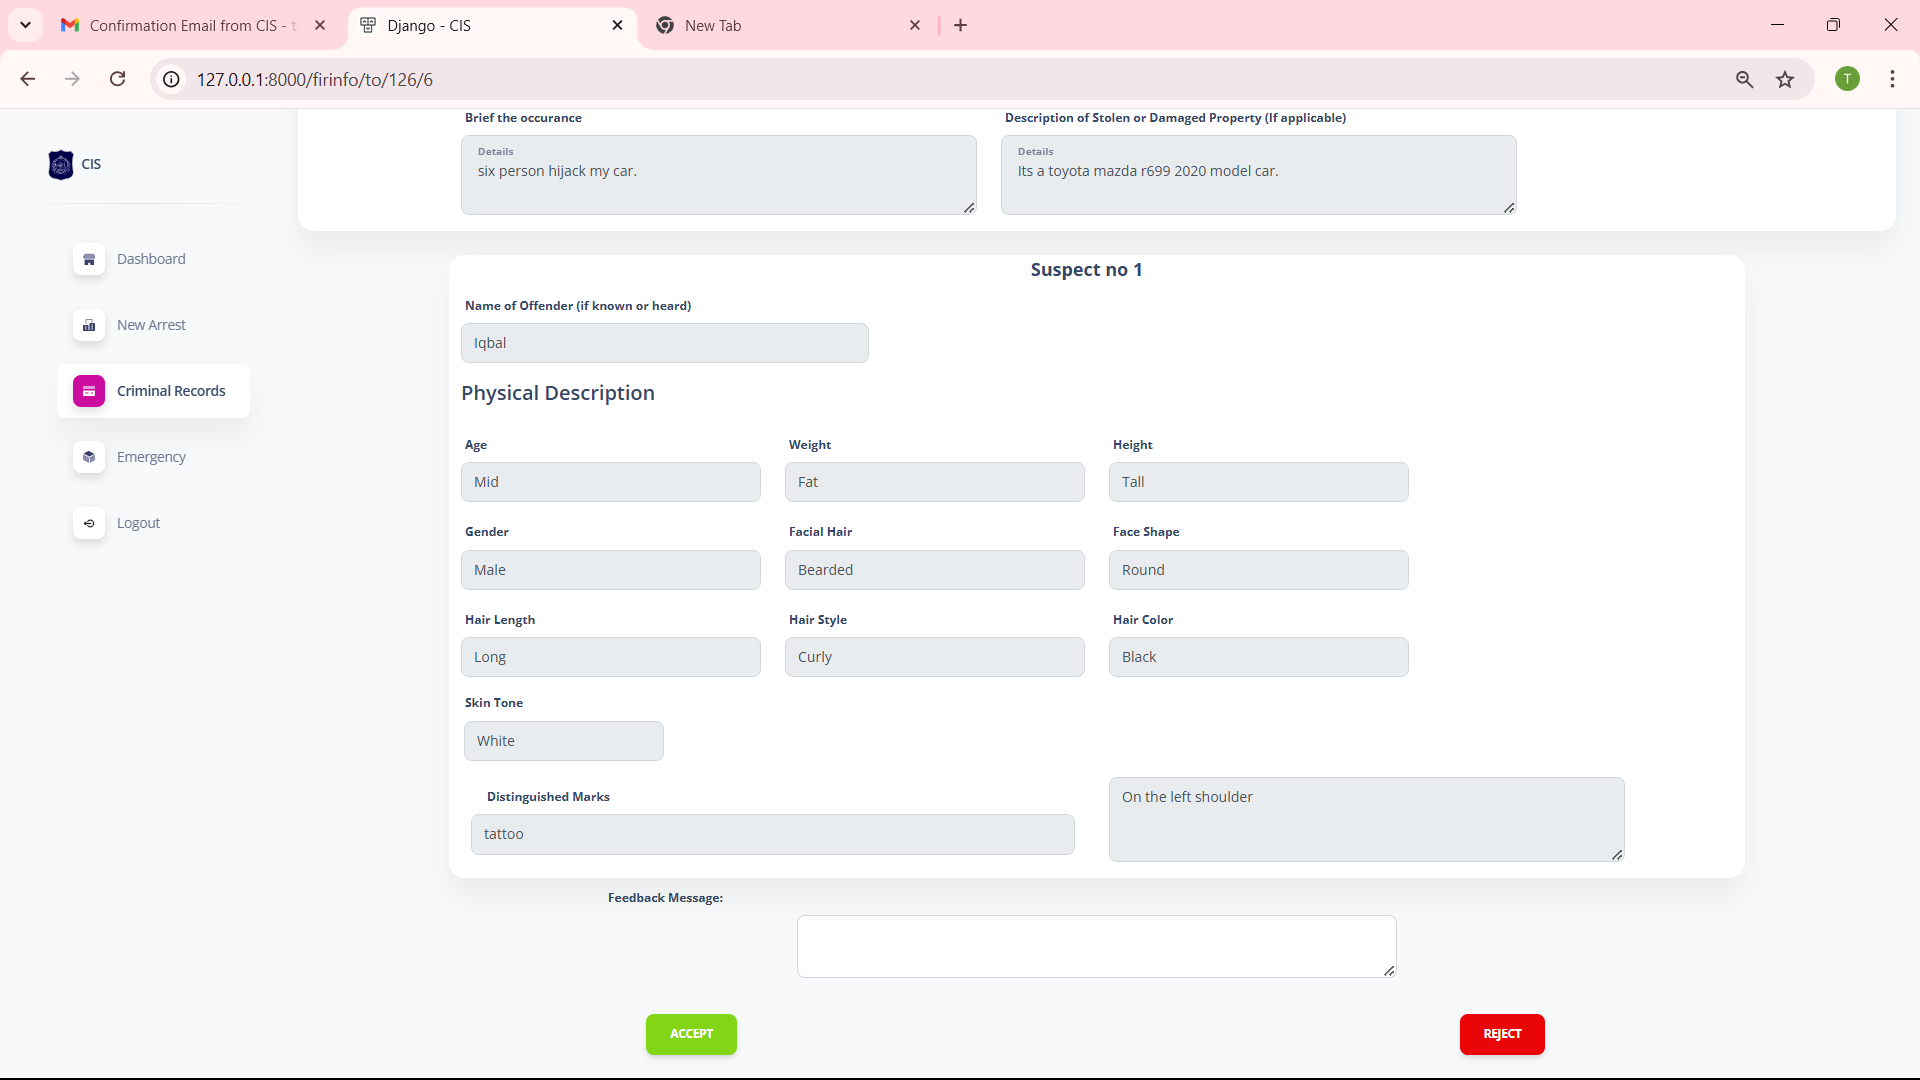 Confirmation Email from CIS - t
Django - CIS
New Tab
127.0.0.1:8000/firinfo/to/126/6
T
CIS
Dashboard
New Arrest
Criminal Records
Emergency
Logout
Brief the occurance
Description of Stolen or Damaged Property (If applicable)
Details
six person hijack my car.
Details
Its a toyota mazda r699 2020 model car.
Suspect no 1
Name of Offender (if known or heard)
Iqbal
Physical Description
Age
Weight
Height
Mid
Fat
Tall
Gender
Facial Hair
Face Shape
Male
Bearded
Round
Hair Length
Hair Style
Hair Color
Long
Curly
Black
Skin Tone
White
Distinguished Marks
tattoo
On the left shoulder
Feedback Message:
ACCEPT
REJECT